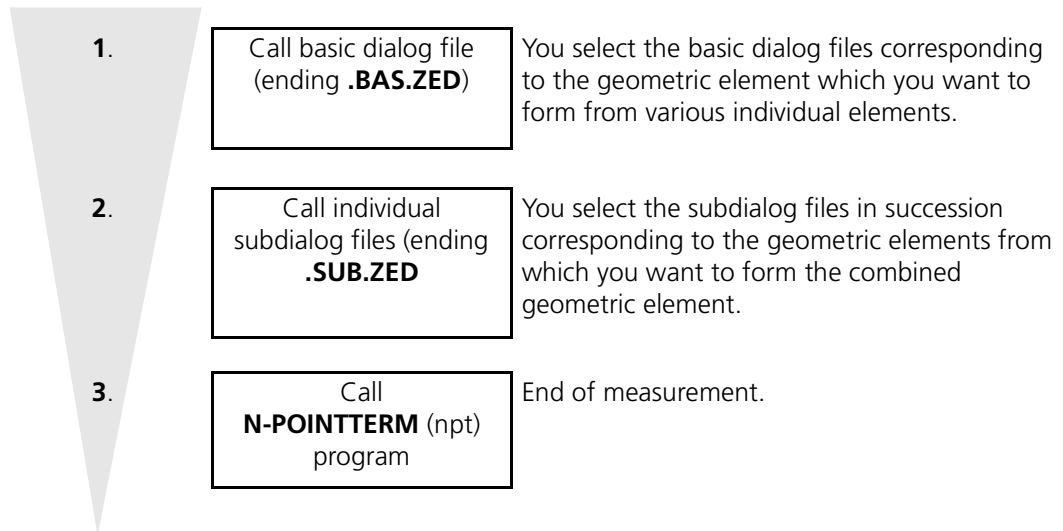 1.
Call basic dialog file
(ending .BAS.ZED)
You select the basic dialog files corresponding
to the geometric element which you want to
form from various individual elements.
2.
Call individual
subdialog files (ending
.SUB.ZED
You select the subdialog files in succession
corresponding to the geometric elements from
which you want to form the combined
geometric element.
3.
Call
N-POINTTERM (npt)
program
End of measurement.